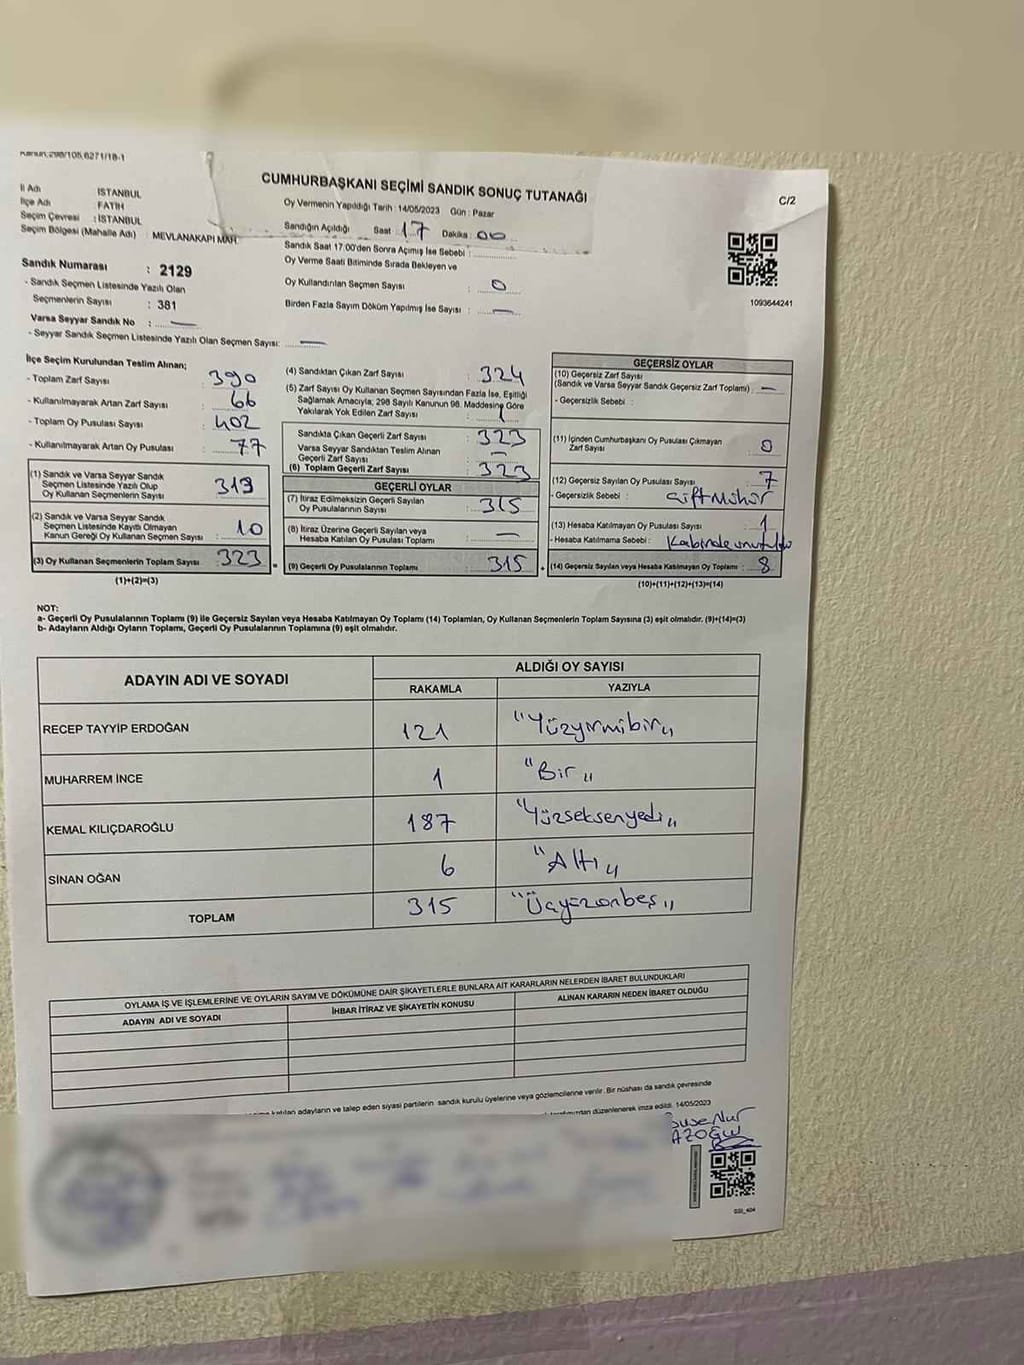 Kanun:298/105,6271/18-1
CUMHURBAŞKANI SEÇİMİ SANDIK SONUÇ TUTANAĞI
C/2
İl Adı İSTANBUL
İlçe Adı FATİH
Seçim Çevresi : İSTANBUL
Seçim Bölgesi (Mahalle Adı) : MEVLANAKAPI MAH.
Oy Vermenin Yapıldığı Tarih : 14/05/2023 Gün : Pazar
Sandığın Açıldığı Saat : 17 Dakika : 00
Sandık Saat 17:00'den Sonra Açımış İse Sebebi :
Oy Verme Saati Bitiminde Sırada Bekleyen ve
Oy Kullandırılan Seçmen Sayısı : 0
Birden Fazla Sayım Döküm Yapılmış İse Sayısı : —
1093644241
Sandık Numarası : 2129
- Sandık Seçmen Listesinde Yazılı Olan
Seçmenlerin Sayısı : 381
Varsa Seyyar Sandık No : —
- Seyyar Sandık Seçmen Listesinde Yazılı Olan Seçmen Sayısı: —
İlçe Seçim Kurulundan Teslim Alınan;
- Toplam Zarf Sayısı : 390
- Kullanılmayarak Artan Zarf Sayısı : 66
- Toplam Oy Pusulası Sayısı : 402
- Kullanılmayarak Artan Oy Pusulası : 77
(1) Sandık ve Varsa Seyyar Sandık
Seçmen Listesinde Yazılı Olup
Oy Kullanan Seçmenlerin Sayısı : 313
(2) Sandık ve Varsa Seyyar Sandık
Seçmen Listesinde Kayıtlı Olmayan
Kanun Gereği Oy Kullanan Seçmen Sayısı : 10
(3) Oy Kullanan Seçmenlerin Toplam Sayısı : 323 =
(1)+(2)=(3)
(4) Sandıktan Çıkan Zarf Sayısı : 324
(5) Zarf Sayısı Oy Kullanan Seçmen Sayısından Fazla İse, Eşitliği
Sağlamak Amacıyla, 298 Sayılı Kanunun 98. Maddesine Göre
Yakılarak Yok Edilen Zarf Sayısı : 1
Sandıkta Çıkan Geçerli Zarf Sayısı : 323
Varsa Seyyar Sandıktan Teslim Alınan
Geçerli Zarf Sayısı : —
(6) Toplam Geçerli Zarf Sayısı : 323
GEÇERLİ OYLAR
(7) İtiraz Edilmeksizin Geçerli Sayılan
Oy Pusulalarının Sayısı : 315
(8) İtiraz Üzerine Geçerli Sayılan veya
Hesaba Katılan Oy Pusulası Toplamı : —
(9) Geçerli Oy Pusulalarının Toplamı : 315 +
GEÇERSİZ OYLAR
(10) Geçersiz Zarf Sayısı
(Sandık ve Varsa Seyyar Sandık Geçersiz Zarf Toplamı) : —
- Geçersizlik Sebebi :
(11) İçinden Cumhurbaşkanı Oy Pusulası Çıkmayan
Zarf Sayısı : 0
(12) Geçersiz Sayılan Oy Pusulası Sayısı : 7
- Geçersizlik Sebebi : Çift Mühür
(13) Hesaba Katılmayan Oy Pusulası Sayısı : 1
- Hesaba Katılmama Sebebi : Kabinde unutuldu
(14) Geçersiz Sayılan veya Hesaba Katılmayan Oy Toplamı : 8
(10)+(11)+(12)+(13)=(14)
NOT:
a- Geçerli Oy Pusulalarının Toplamı (9) ile Geçersiz Sayılan veya Hesaba Katılmayan Oy Toplamı (14) Toplamları, Oy Kullanan Seçmenlerin Toplam Sayısına (3) eşit olmalıdır. (9)+(14)=(3)
b- Adayların Aldığı Oyların Toplamı, Geçerli Oy Pusulalarının Toplamına (9) eşit olmalıdır.
ADAYIN ADI VE SOYADI ALDIĞI OY SAYISI
RAKAMLA YAZIYLA
RECEP TAYYİP ERDOĞAN 121 "Yüzyirmibir"
MUHARREM İNCE 1 "Bir"
KEMAL KILIÇDAROĞLU 187 "Yüzseksenyedi"
SİNAN OĞAN 6 "Altı"
TOPLAM 315 "Üçyüzonbeş"
OYLAMA İŞ VE İŞLEMLERİNE VE OYLARIN SAYIM VE DÖKÜMÜNE DAİR ŞİKAYETLERLE BUNLARA AİT KARARLARIN NELERDEN İBARET BULUNDUKLARI
ADAYIN ADI VE SOYADI İHBAR İTİRAZ VE ŞİKAYETİN KONUSU ALINAN KARARIN NEDEN İBARET OLDUĞU
katılan adayların ve talep eden siyasi partilerin sandık kurulu üyelerine veya gözlemcilerine verilir. Bir nüshası da sandık çevresinde
düzenlenerek imza edildi. 14/05/2023
Nur